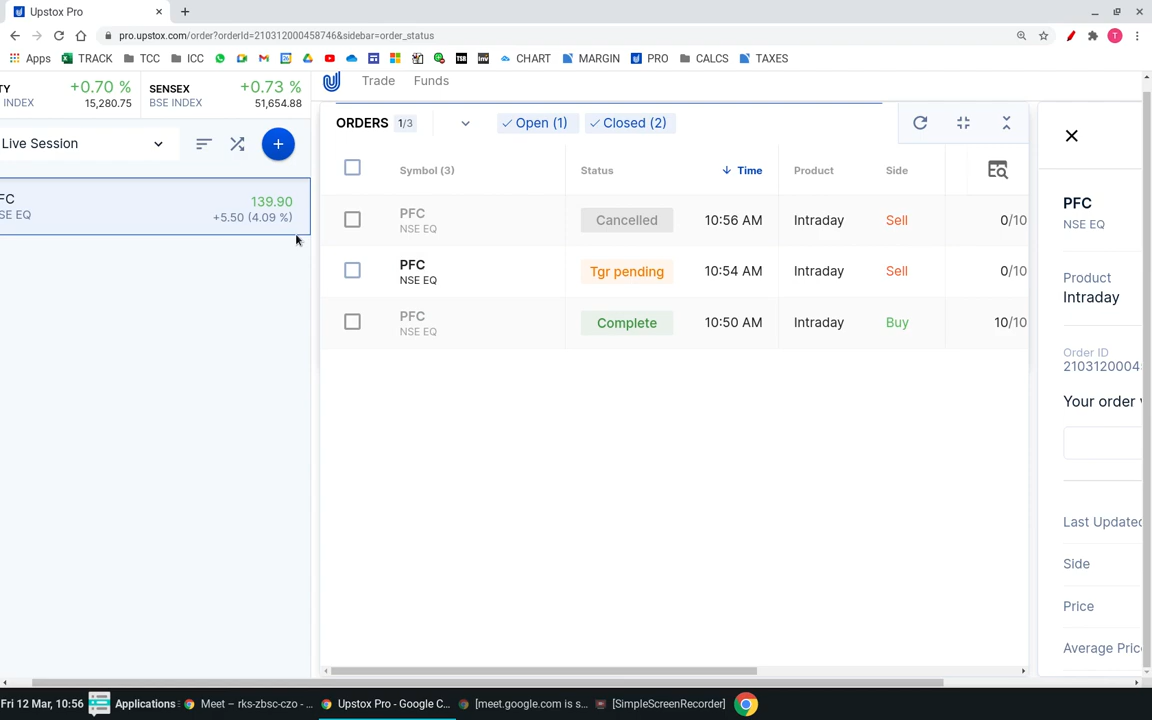 Upstox Pro
pro.upstox.com/order?orderId=210312000458746&sidebar=order_status
Apps TRACK TCC ICC CHART MARGIN PRO CALCS TAXES
TY +0.70 % SENSEX +0.73 %
INDEX 15,280.75 BSE INDEX 51,654.88
Trade Funds
Live Session
ORDERS 1/3 Open (1) Closed (2)
Symbol (3) Status Time Product Side
FC 139.90
SE EQ +5.50 (4.09 %)
PFC Cancelled 10:56 AM Intraday Sell 0/10
NSE EQ
PFC Tgr pending 10:54 AM Intraday Sell 0/10
NSE EQ
PFC Complete 10:50 AM Intraday Buy 10/10
NSE EQ
PFC
NSE EQ
Product
Intraday
Order ID
2103120004
Your order
Last Updated
Side
Price
Average Pric
Fri 12 Mar, 10:56 Applications Meet – rks-zbsc-czo - ... Upstox Pro - Google C... [meet.google.com is s... [SimpleScreenRecorder]